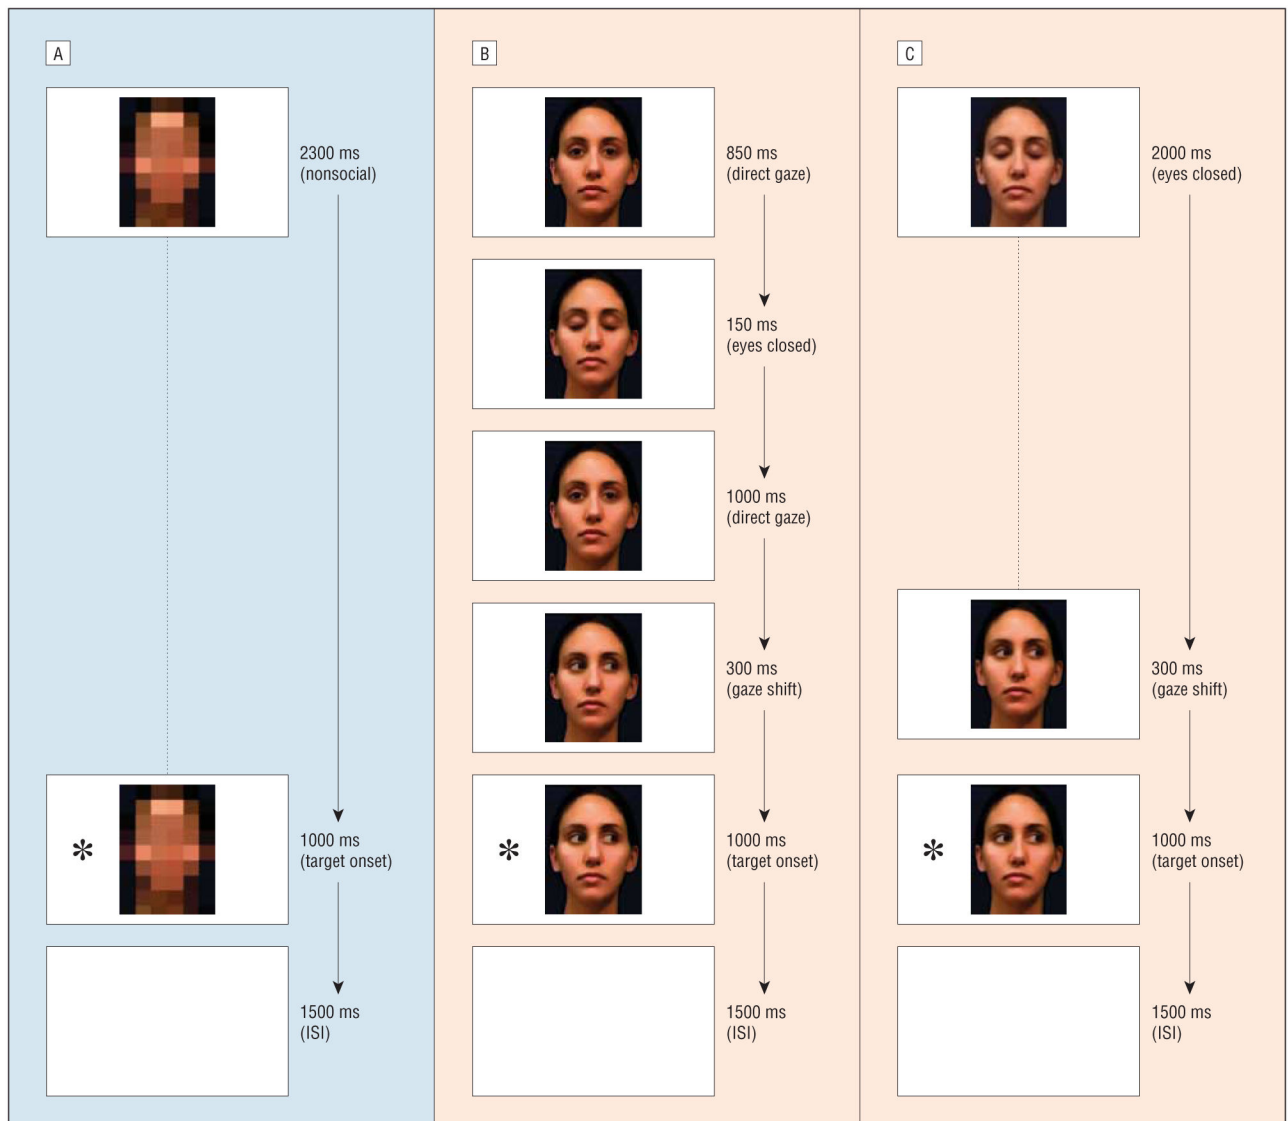 A
2300 ms
(nonsocial)
*
1000 ms
(target onset)
1500 ms
(ISI)
B
850 ms
(direct gaze)
150 ms
(eyes closed)
1000 ms
(direct gaze)
300 ms
(gaze shift)
*
1000 ms
(target onset)
1500 ms
(ISI)
C
2000 ms
(eyes closed)
300 ms
(gaze shift)
*
1000 ms
(target onset)
1500 ms
(ISI)